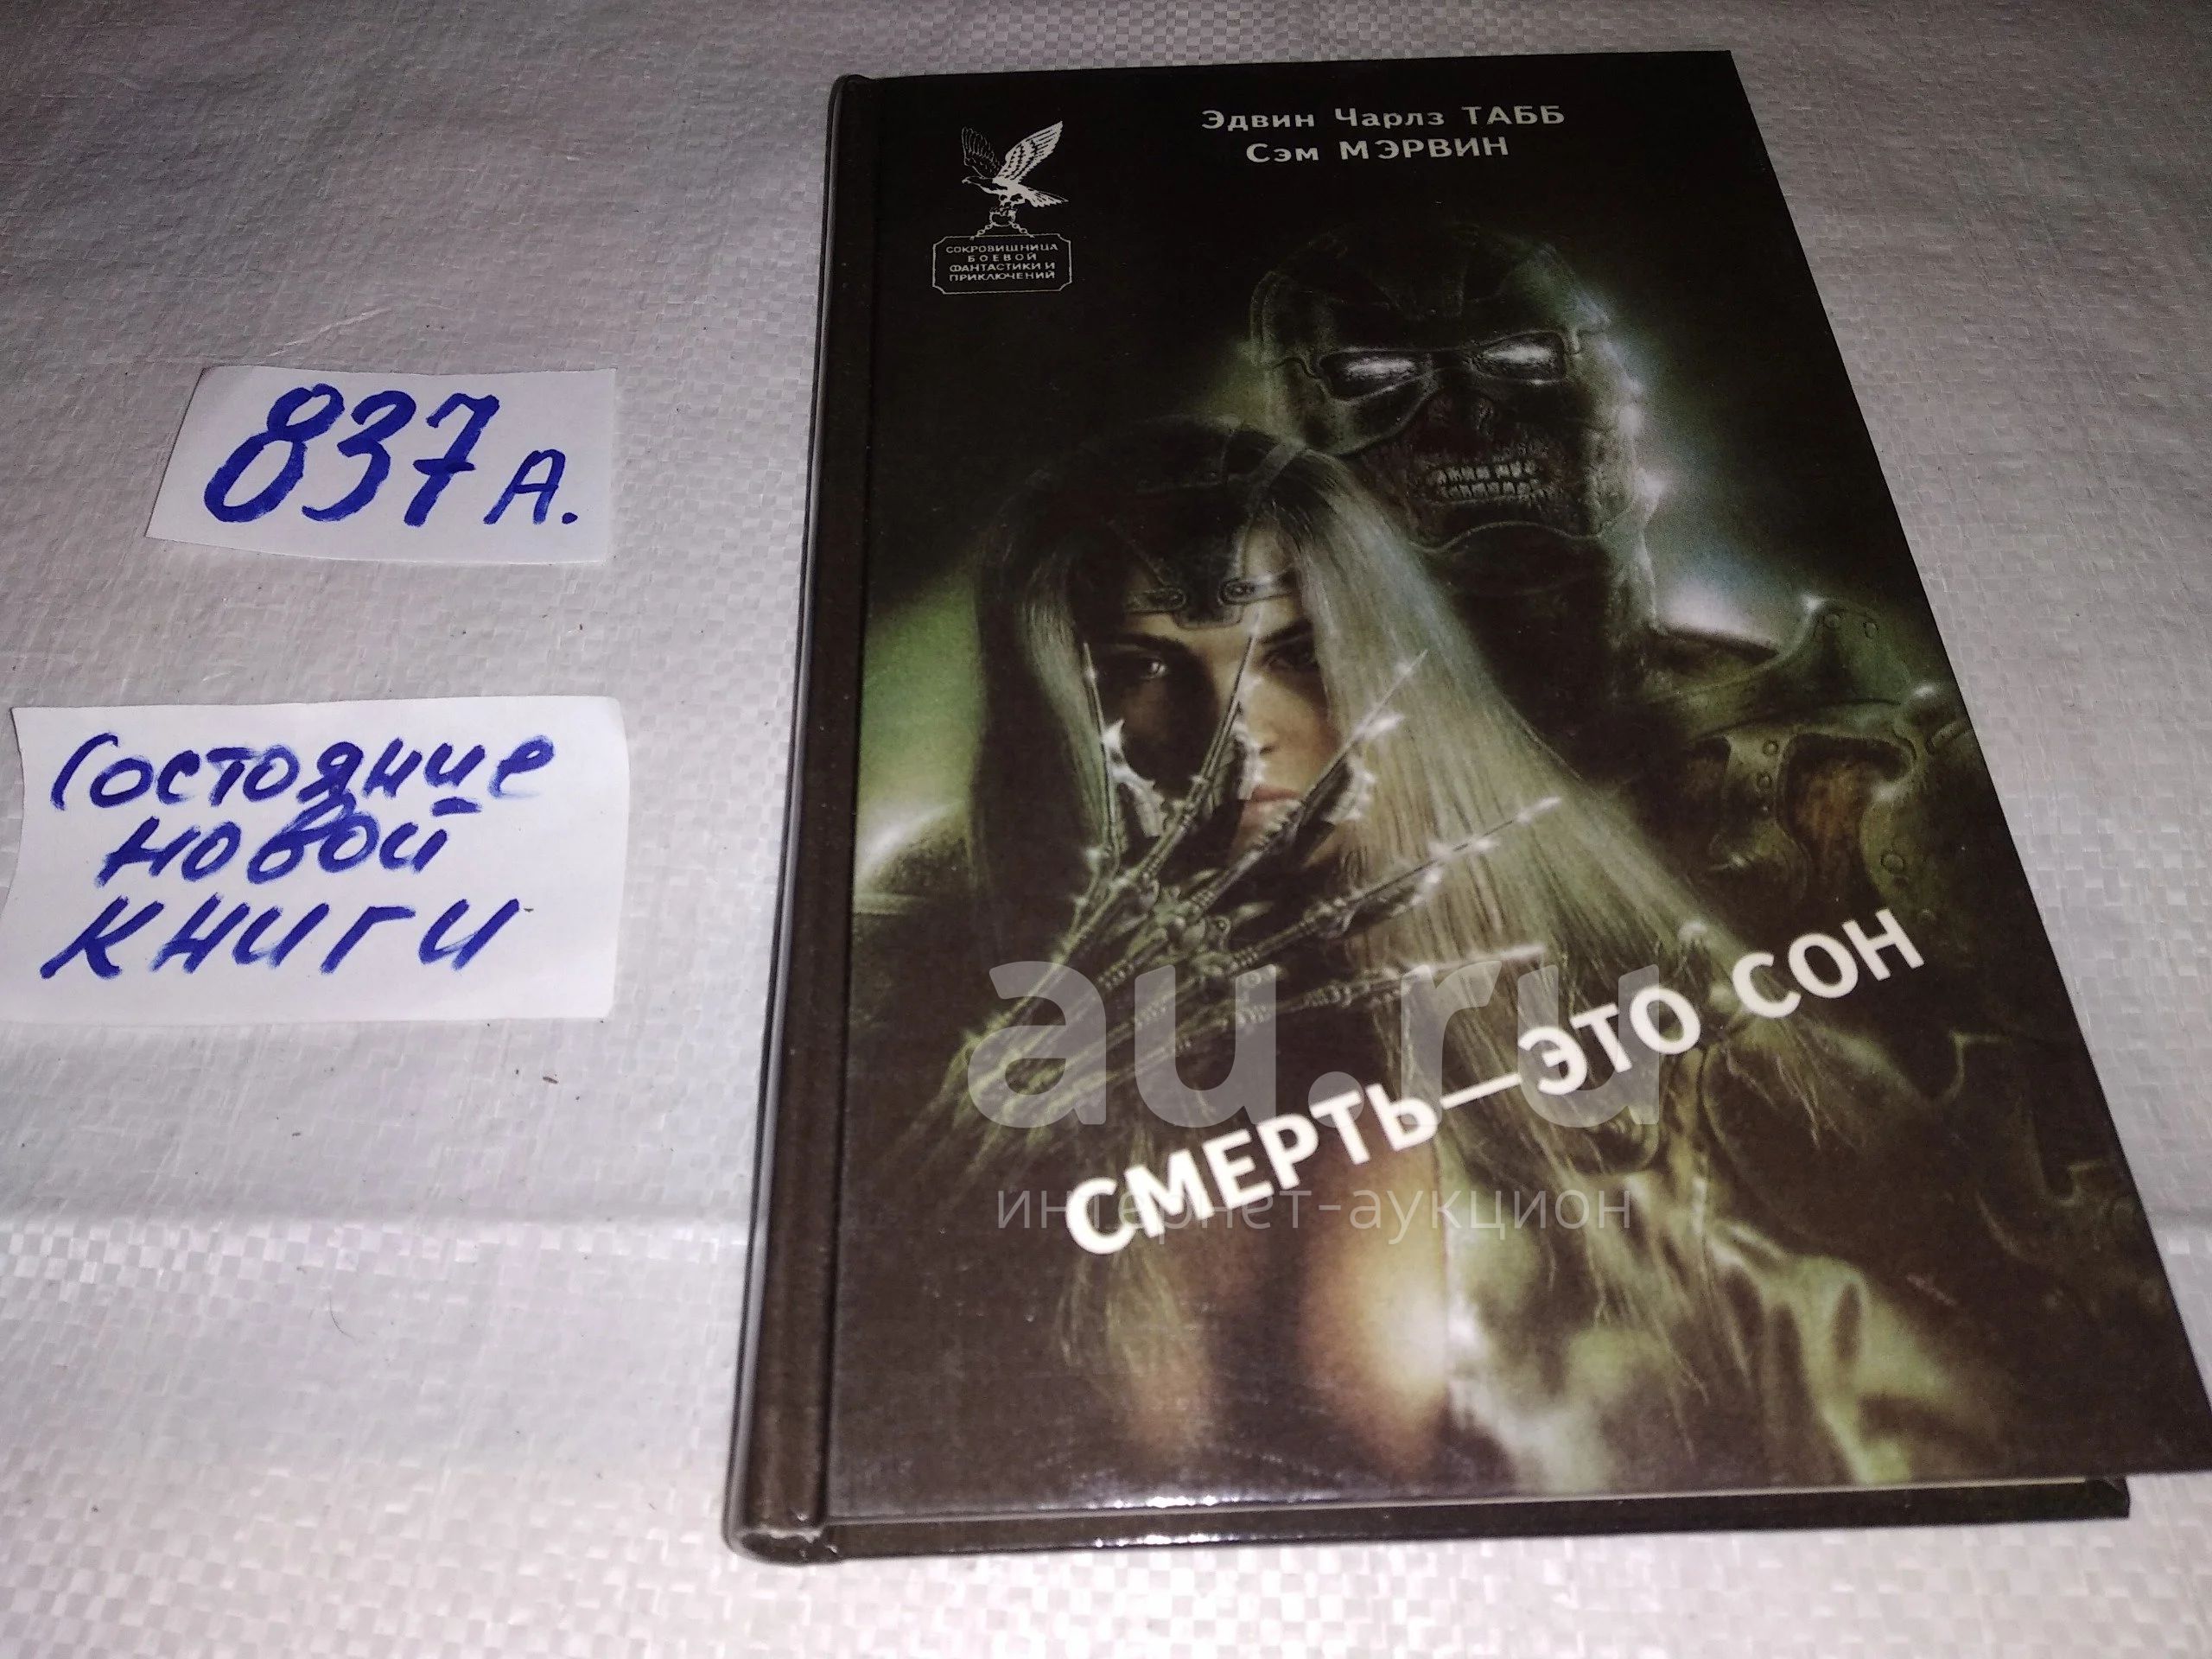 Эдвин Чарлз ТАББ
Сэм МЭРВИН
СОКРОВИЩНИЦА
БОЕВОЙ
ФАНТАСТИКИ И
ПРИКЛЮЧЕНИЙ
837 А.
Состояние
новой
книги
СМЕРТЬ—ЭТО СОН
au.ru
интернет-аукцион